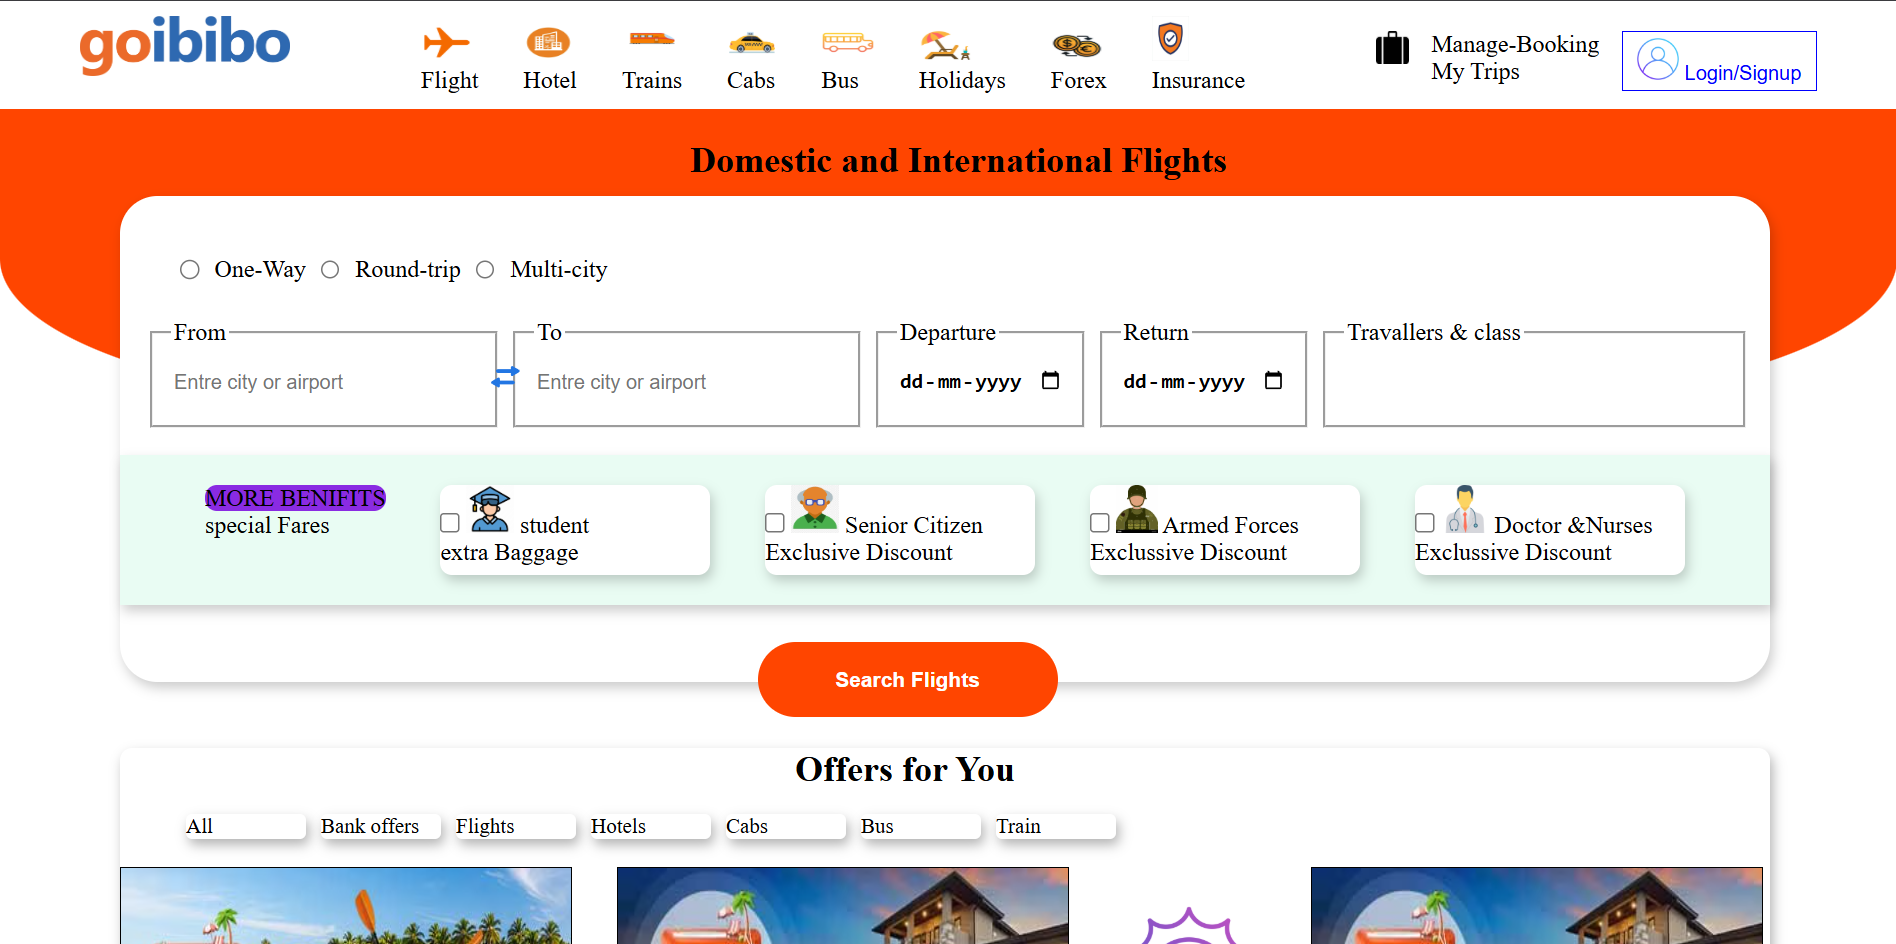 goibibo
Flight Hotel Trains Cabs Bus Holidays Forex Insurance
Manage-Booking
My Trips
Login/Signup
Domestic and International Flights
One-Way Round-trip Multi-city
From To Departure Return Travallers & class
Entre city or airport Entre city or airport dd-mm-yyyy dd-mm-yyyy
MORE BENIFITS
special Fares
student
extra Baggage
Senior Citizen
Exclusive Discount
Armed Forces
Exclussive Discount
Doctor &Nurses
Exclussive Discount
Search Flights
Offers for You
All Bank offers Flights Hotels Cabs Bus Train